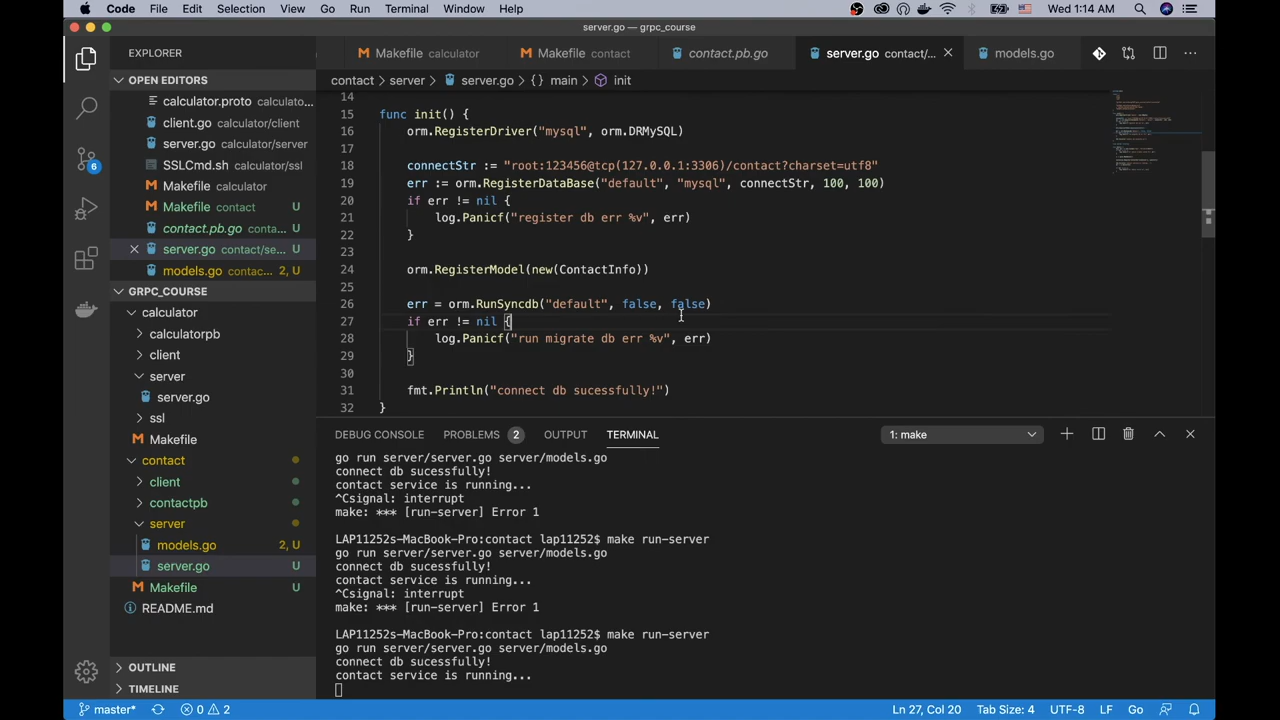 Code File Edit Selection View Go Run Terminal Window Help Wed 1:14 AM
server.go — grpc_course
EXPLORER
Makefile calculator
Makefile contact
contact.pb.go
server.go contact/...
models.go
contact > server > server.go > {} main > init
OPEN EDITORS
calculator.proto calculato...
client.go calculator/client
server.go calculator/server
SSLCmd.sh calculator/ssl
Makefile calculator
Makefile contact U
contact.pb.go conta... U
server.go contact/se... U
models.go contac... 2, U
GRPC_COURSE
calculator
calculatorpb
client
server
server.go
ssl
Makefile
contact
client
contactpb
server
models.go 2, U
server.go U
Makefile U
README.md
OUTLINE
TIMELINE
14
15 func init() {
16 orm.RegisterDriver("mysql", orm.DRMySQL)
17
18 connectStr := "root:123456@tcp(127.0.0.1:3306)/contact?charset=utf8"
19 err := orm.RegisterDataBase("default", "mysql", connectStr, 100, 100)
20 if err != nil {
21 log.Panicf("register db err %v", err)
22 }
23
24 orm.RegisterModel(new(ContactInfo))
25
26 err = orm.RunSyncdb("default", false, false)
27 if err != nil {
28 log.Panicf("run migrate db err %v", err)
29 }
30
31 fmt.Println("connect db sucessfully!")
32 }
DEBUG CONSOLE PROBLEMS 2 OUTPUT TERMINAL 1: make
go run server/server.go server/models.go
connect db sucessfully!
contact service is running...
^Csignal: interrupt
make: *** [run-server] Error 1
LAP11252s-MacBook-Pro:contact lap11252$ make run-server
go run server/server.go server/models.go
connect db sucessfully!
contact service is running...
^Csignal: interrupt
make: *** [run-server] Error 1
LAP11252s-MacBook-Pro:contact lap11252$ make run-server
go run server/server.go server/models.go
connect db sucessfully!
contact service is running...
6
master* 0 2 Ln 27, Col 20 Tab Size: 4 UTF-8 LF Go